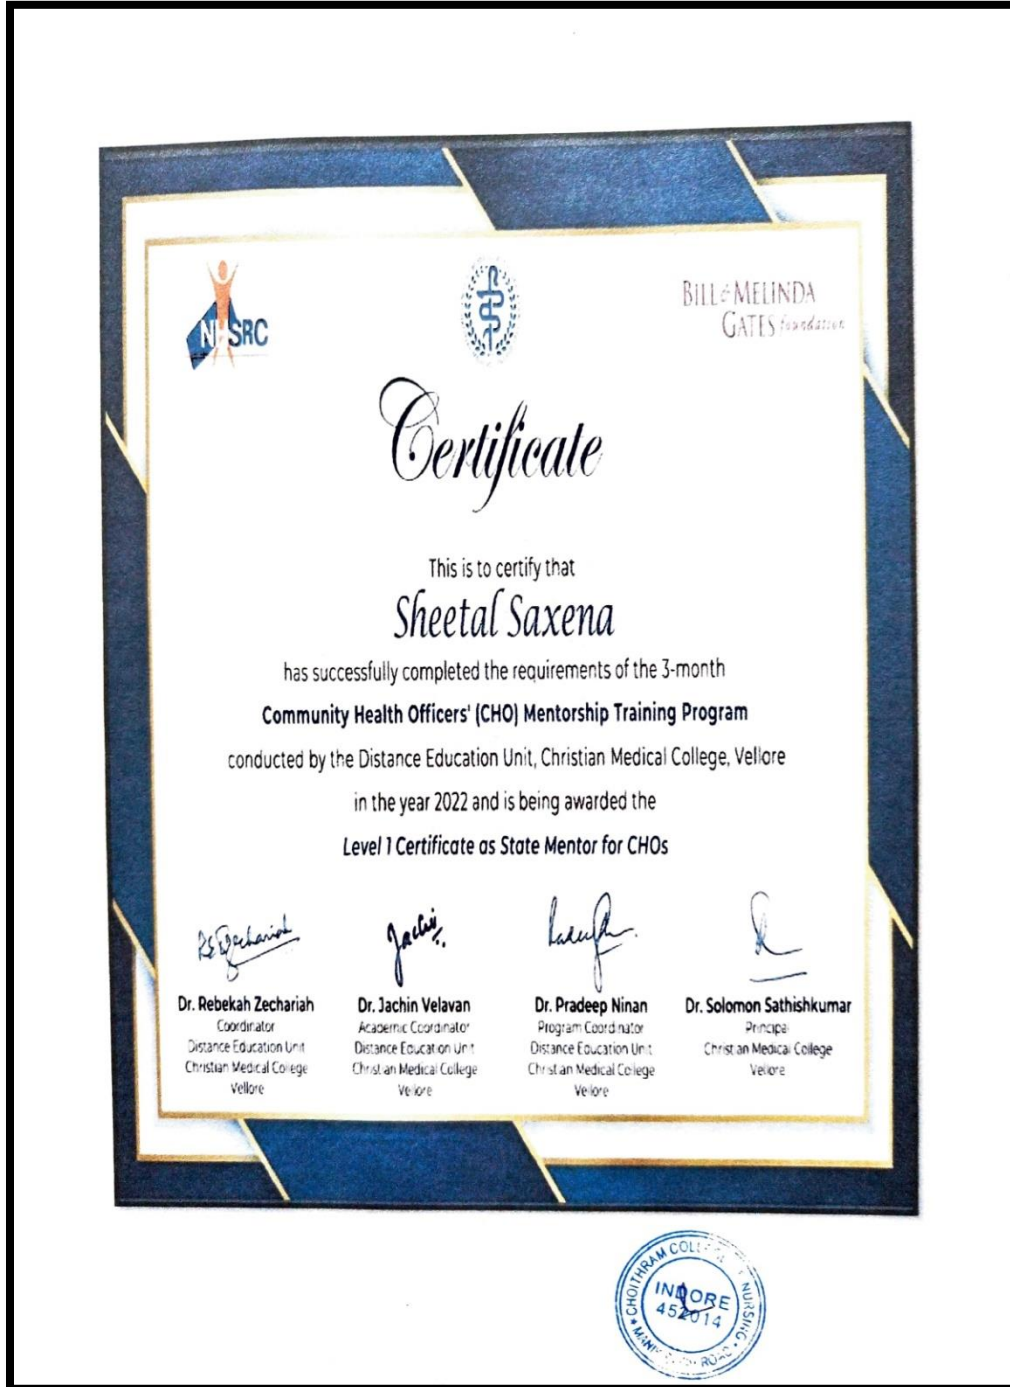 NHSRC
BILL & MELINDA
GATES foundation
Certificate
This is to certify that
Sheetal Saxena
has successfully completed the requirements of the 3-month
Community Health Officers' (CHO) Mentorship Training Program
conducted by the Distance Education Unit, Christian Medical College, Vellore
in the year 2022 and is being awarded the
Level 1 Certificate as State Mentor for CHOs
Jachin
Dr. Rebekah Zechariah
Coordinator
Distance Education Unit
Christian Medical College
Vellore
Dr. Jachin Velavan
Academic Coordinator
Distance Education Unit
Christian Medical College
Vellore
Dr. Pradeep Ninan
Program Coordinator
Distance Education Unit
Christian Medical College
Vellore
Dr. Solomon Sathishkumar
Principal
Christian Medical College
Vellore
CHOITHRAM COLLEGE NURSING
INDORE
452014
ROAD